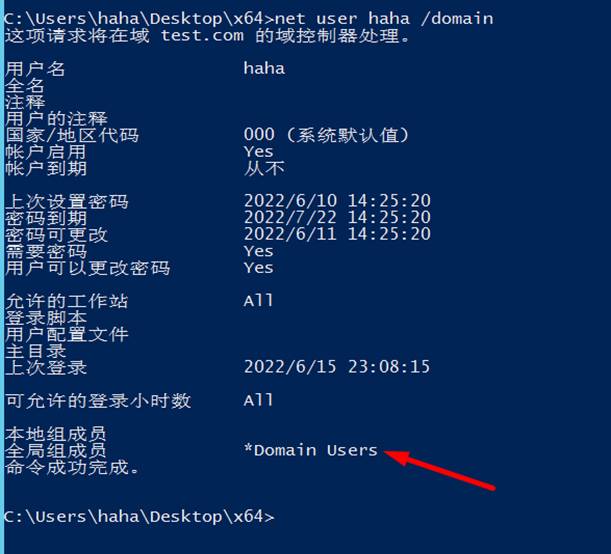 C:\Users\haha\Desktop\x64>net user haha /domain
这项请求将在域 test.com 的域控制器处理。
用户名 haha
全名
注释
用户的注释
国家/地区代码 000 (系统默认值)
帐户启用 Yes
帐户到期 从不
上次设置密码 2022/6/10 14:25:20
密码到期 2022/7/22 14:25:20
密码可更改 2022/6/11 14:25:20
需要密码 Yes
用户可以更改密码 Yes
允许的工作站 All
登录脚本
用户配置文件
主目录
上次登录 2022/6/15 23:08:15
可允许的登录小时数 All
本地组成员
全局组成员 *Domain Users
命令成功完成。
C:\Users\haha\Desktop\x64>